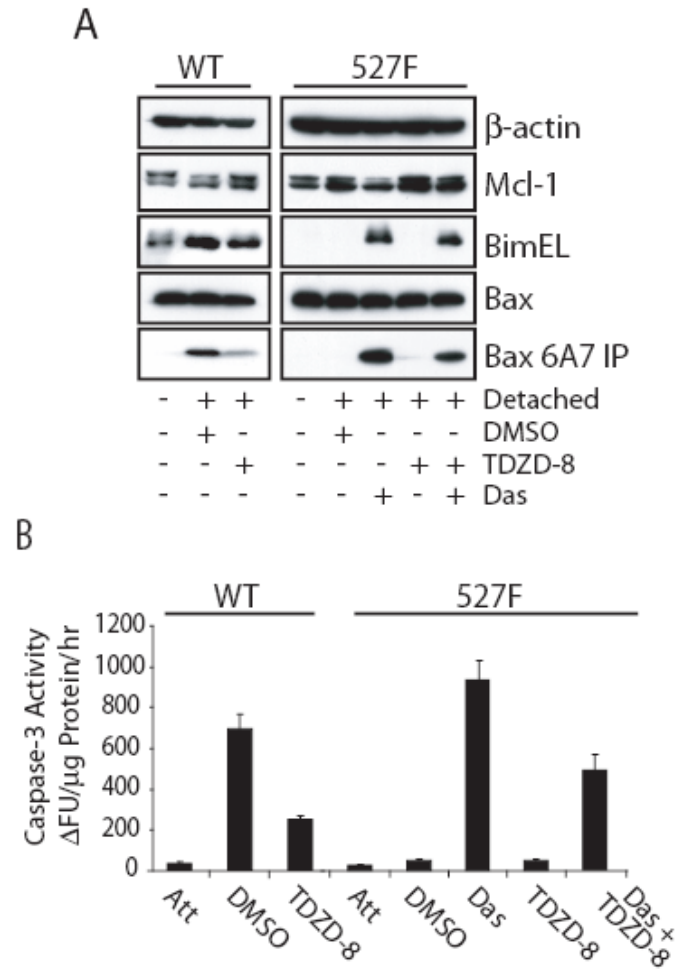 A
WT 527F
β-actin
Mcl-1
BimEL
Bax
Bax 6A7 IP
- + + - + + + + Detached
- + - - + - - - DMSO
- - + - - - + + TDZD-8
- - - - - + - + Das
B
WT 527F
Caspase-3 Activity
ΔFU/μg Protein/hr
1200
1000
800
600
400
200
0
Att DMSO TDZD-8 Att DMSO Das TDZD-8 Das +
TDZD-8